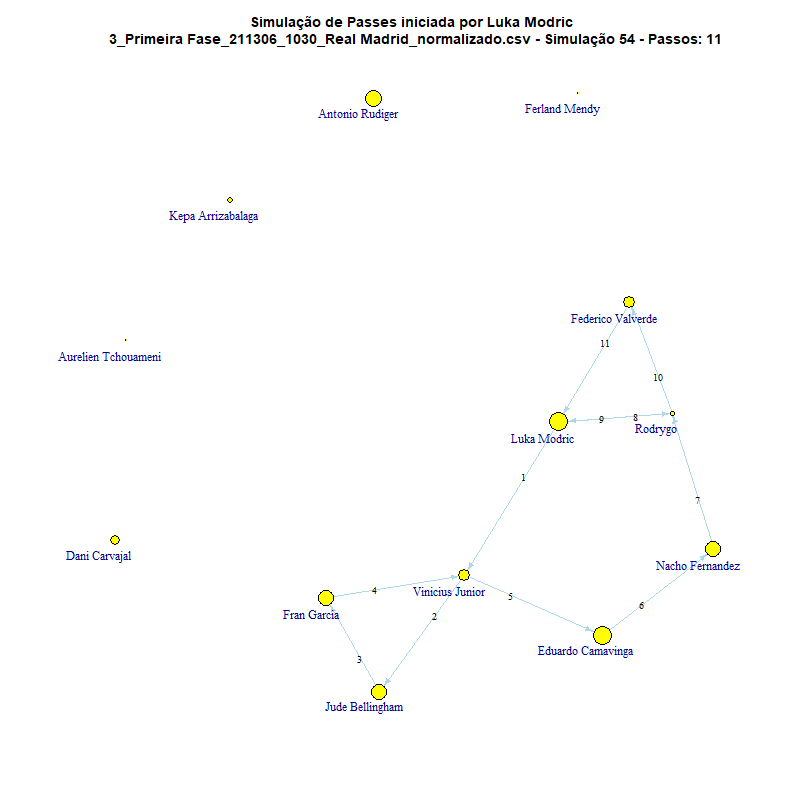 Simulação de Passes iniciada por Luka Modric
3_Primeira Fase_211306_1030_Real Madrid_normalizado.csv - Simulação 54 - Passos: 11
Ferland Mendy
Antonio Rudiger
Kepa Arrizabalaga
Federico Valverde
11
Aurelien Tchouameni
10
9
8
Rodrygo
Luka Modric
1
7
Dani Carvajal
Nacho Fernandez
4
Vinicius Junior
5
6
Fran Garcia
2
Eduardo Camavinga
3
Jude Bellingham